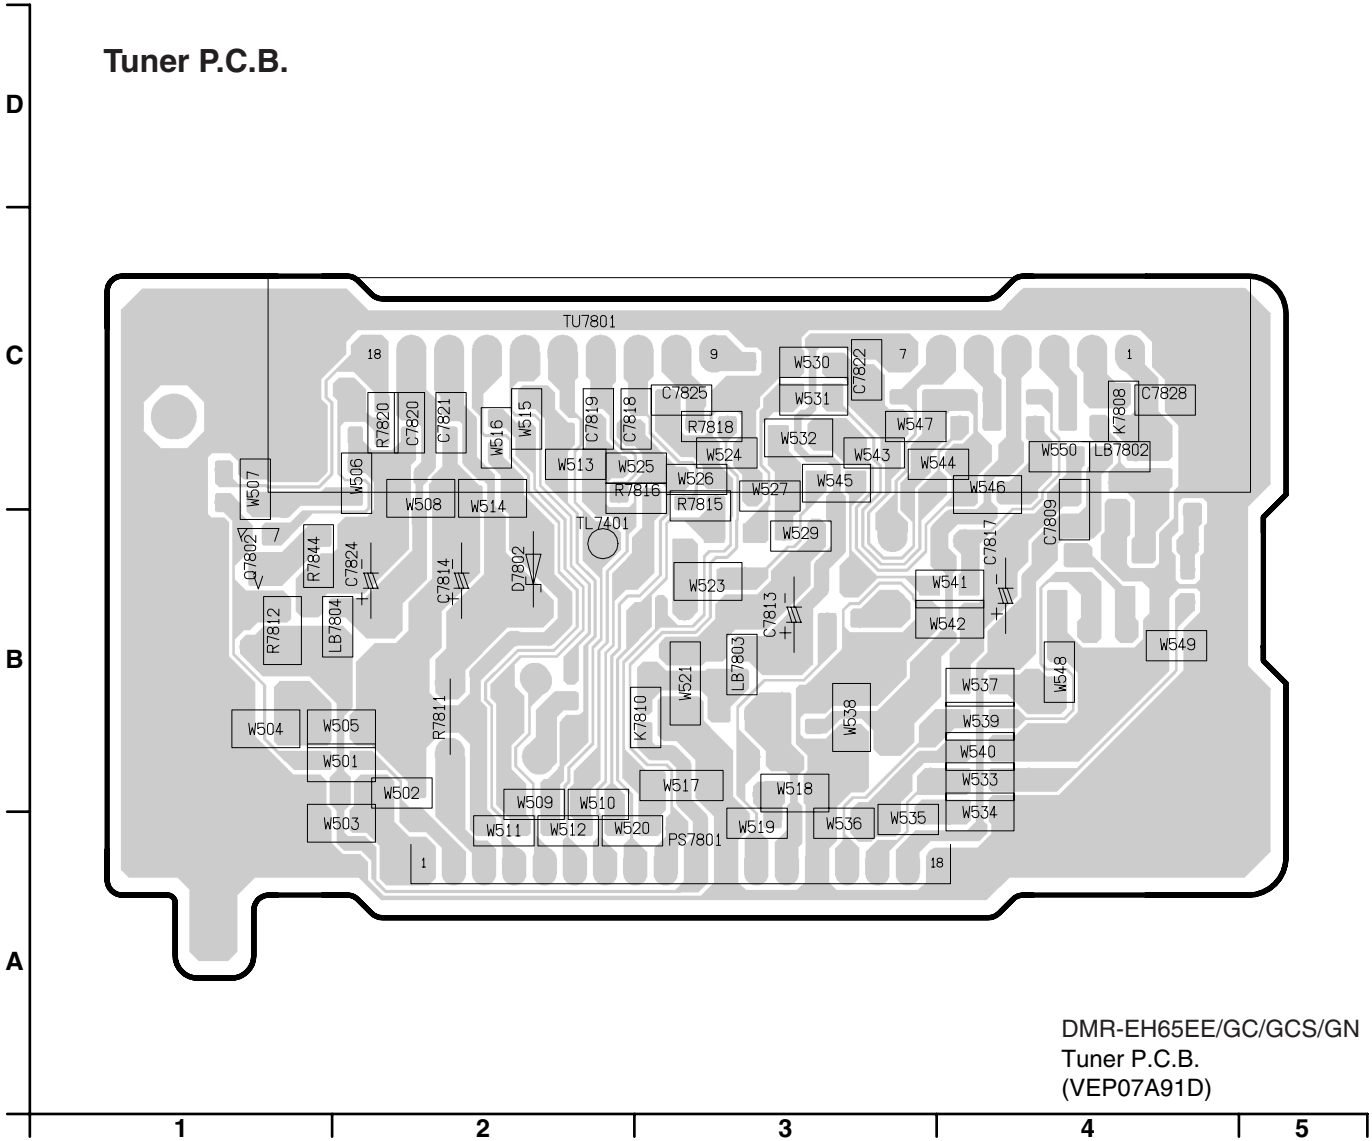 Tuner P.C.B.
D
C
B
A
TU7801
18
9
7
1
W530
C7822
W531
C7825
C7828
K7808
R7820
C7820
C7821
W516
W515
C7819
C7818
R7818
W532
W547
W524
W543
W550
LB7802
W513
W525
W544
W507
W506
W526
W545
W546
R7816
W527
W508
W514
R7815
C7809
TL7401
W529
C7817
Q7802
R7844
C7824
C7814
D7802
W523
W541
C7813
W542
R7812
LB7804
W549
LB7803
W521
W548
W537
R7811
K7810
W538
W504
W505
W539
W501
W540
W502
W517
W518
W533
W509
W510
W534
W503
W511
W512
W520
PS7801
W519
W536
W535
1
18
DMR-EH65EE/GC/GCS/GN
Tuner P.C.B.
(VEP07A91D)
1
2
3
4
5